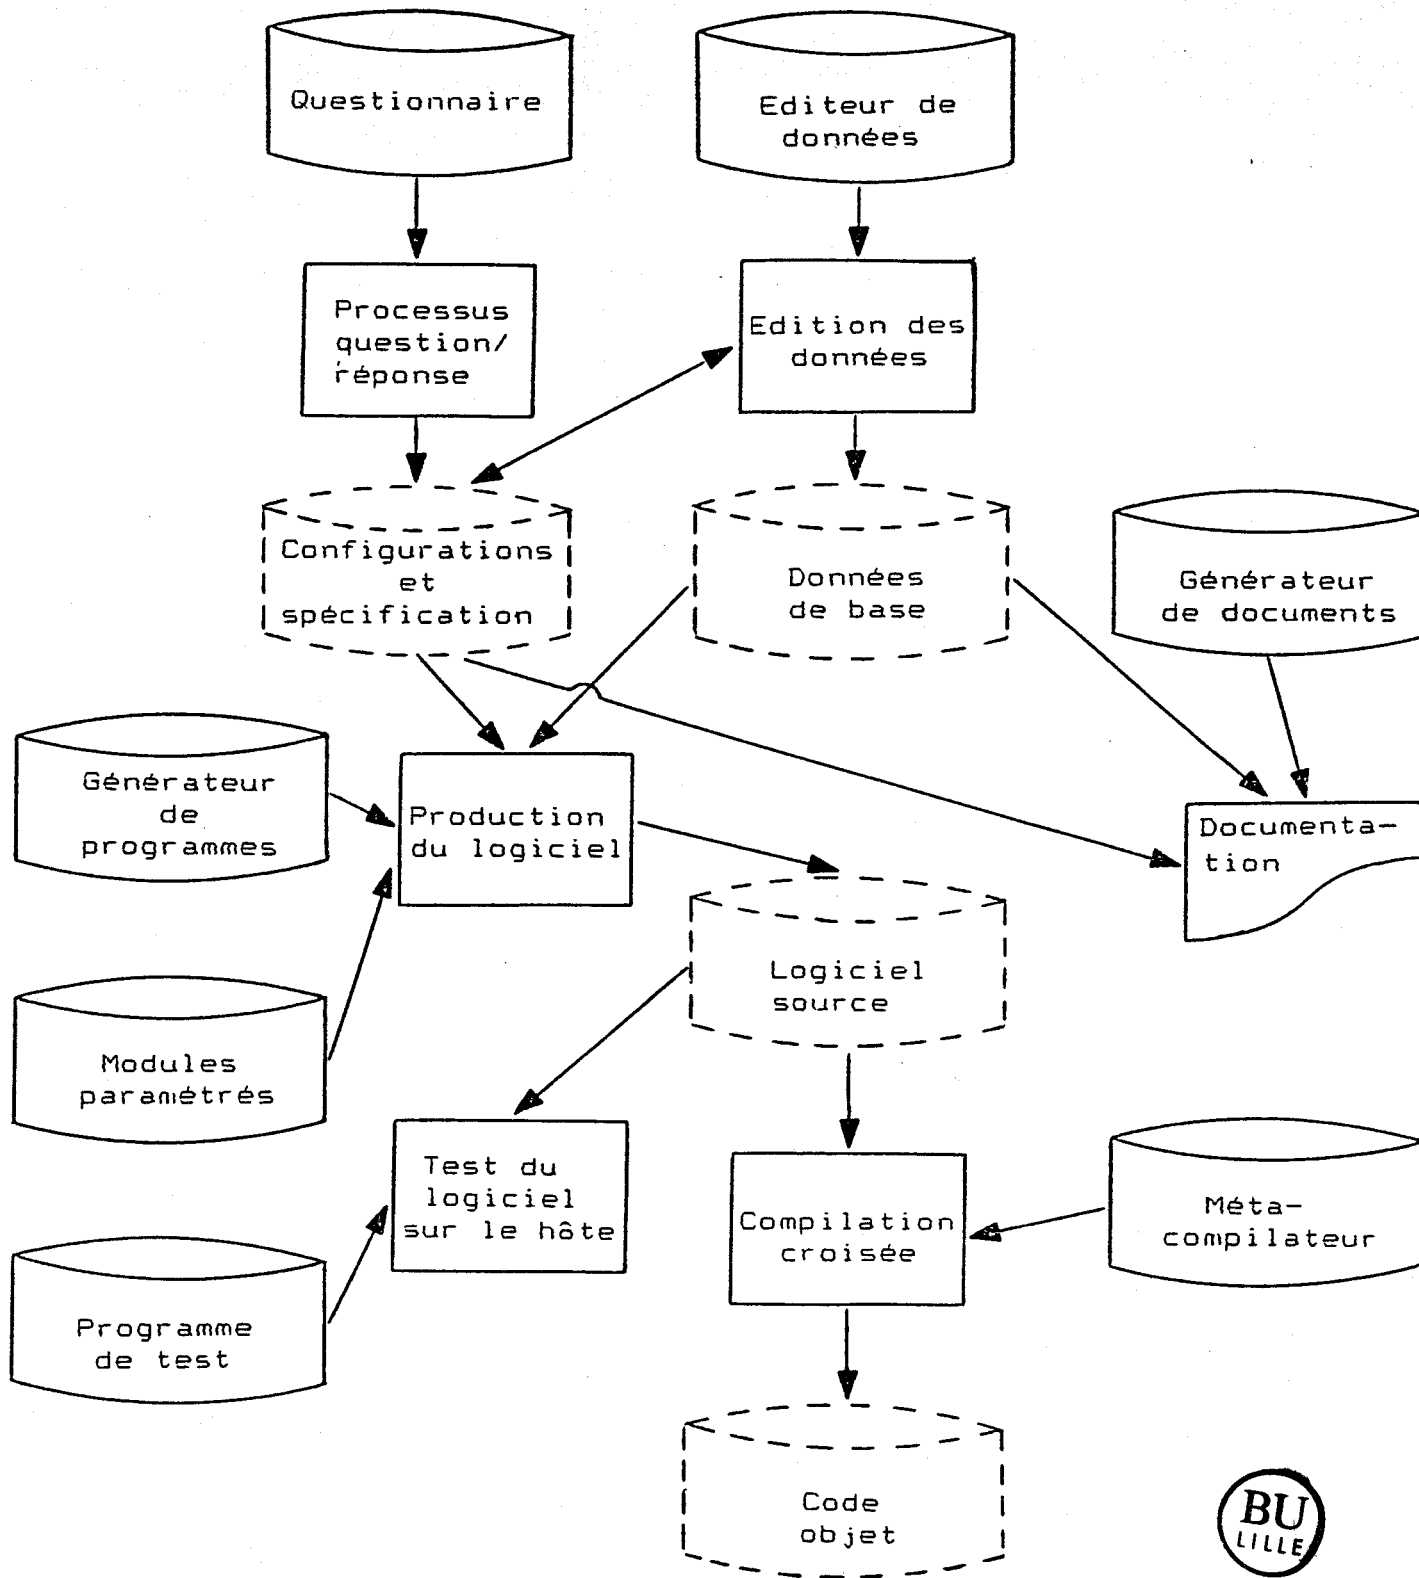 Questionnaire
Editeur de
données
Processus
question/
réponse
Edition des
données
Configurations
et
spécification
Données
de base
Générateur
de documents
Générateur
de
programmes
Production
du logiciel
Documenta-
tion
Logiciel
source
Modules
paramétrés
Test du
logiciel
sur le hôte
Compilation
croisée
Méta-
compilateur
Programme
de test
Code
objet
BU
LILLE